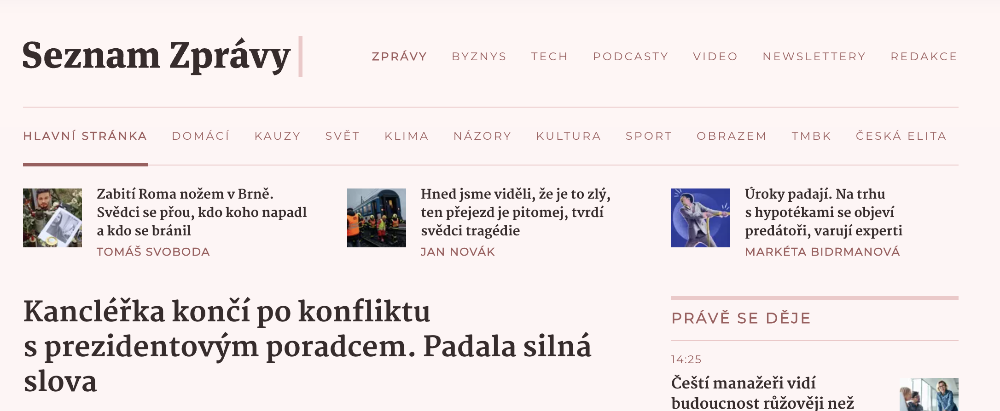 Seznam Zprávy
ZPRÁVY BYZNYS TECH PODCASTY VIDEO NEWSLETTERY REDAKCE
HLAVNÍ STRÁNKA DOMÁCÍ KAUZY SVĚT KLIMA NÁZORY KULTURA SPORT OBRAZEM TMBK ČESKÁ ELITA
Zabití Roma nožem v Brně.
Svědci se přou, kdo koho napadl
a kdo se bránil
TOMÁŠ SVOBODA
Hned jsme viděli, že je to zlý,
ten přejezd je pitomej, tvrdí
svědci tragédie
JAN NOVÁK
Úroky padají. Na trhu
s hypotékami se objeví
predátoři, varují experti
MARKÉTA BIDRMANOVÁ
Kancléřka končí po konfliktu
s prezidentovým poradcem. Padala silná
slova
PRÁVĚ SE DĚJE
14:25
Čeští manažeři vidí
budoucnost růžověji než